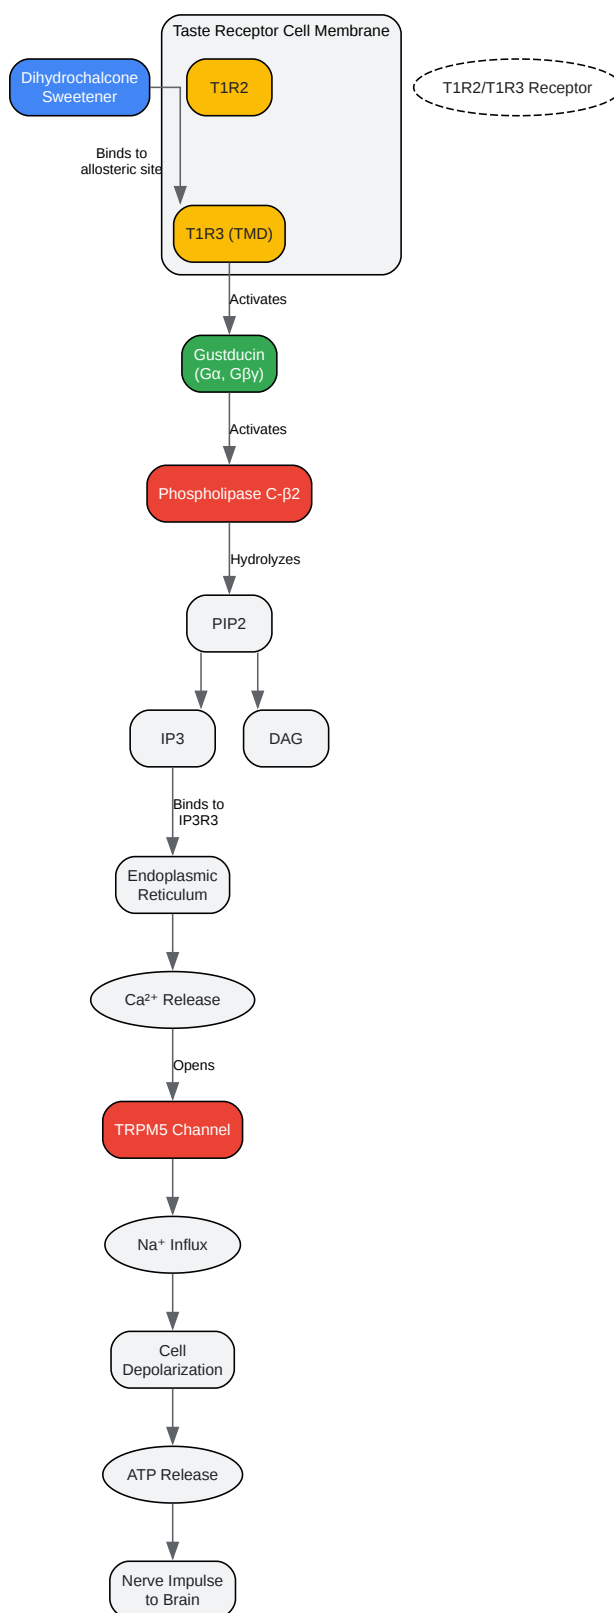 Taste Receptor Cell Membrane
Dihydrochalcone
Sweetener
T1R2
T1R2/T1R3 Receptor
Binds to
allosteric site
T1R3 (TMD)
Activates
Gustducin
(Gα, Gβγ)
Activates
Phospholipase C-β2
Hydrolyzes
PIP2
IP3
DAG
Binds to
IP3R3
Endoplasmic
Reticulum
Ca²⁺ Release
Opens
TRPM5 Channel
Na⁺ Influx
Cell
Depolarization
ATP Release
Nerve Impulse
to Brain